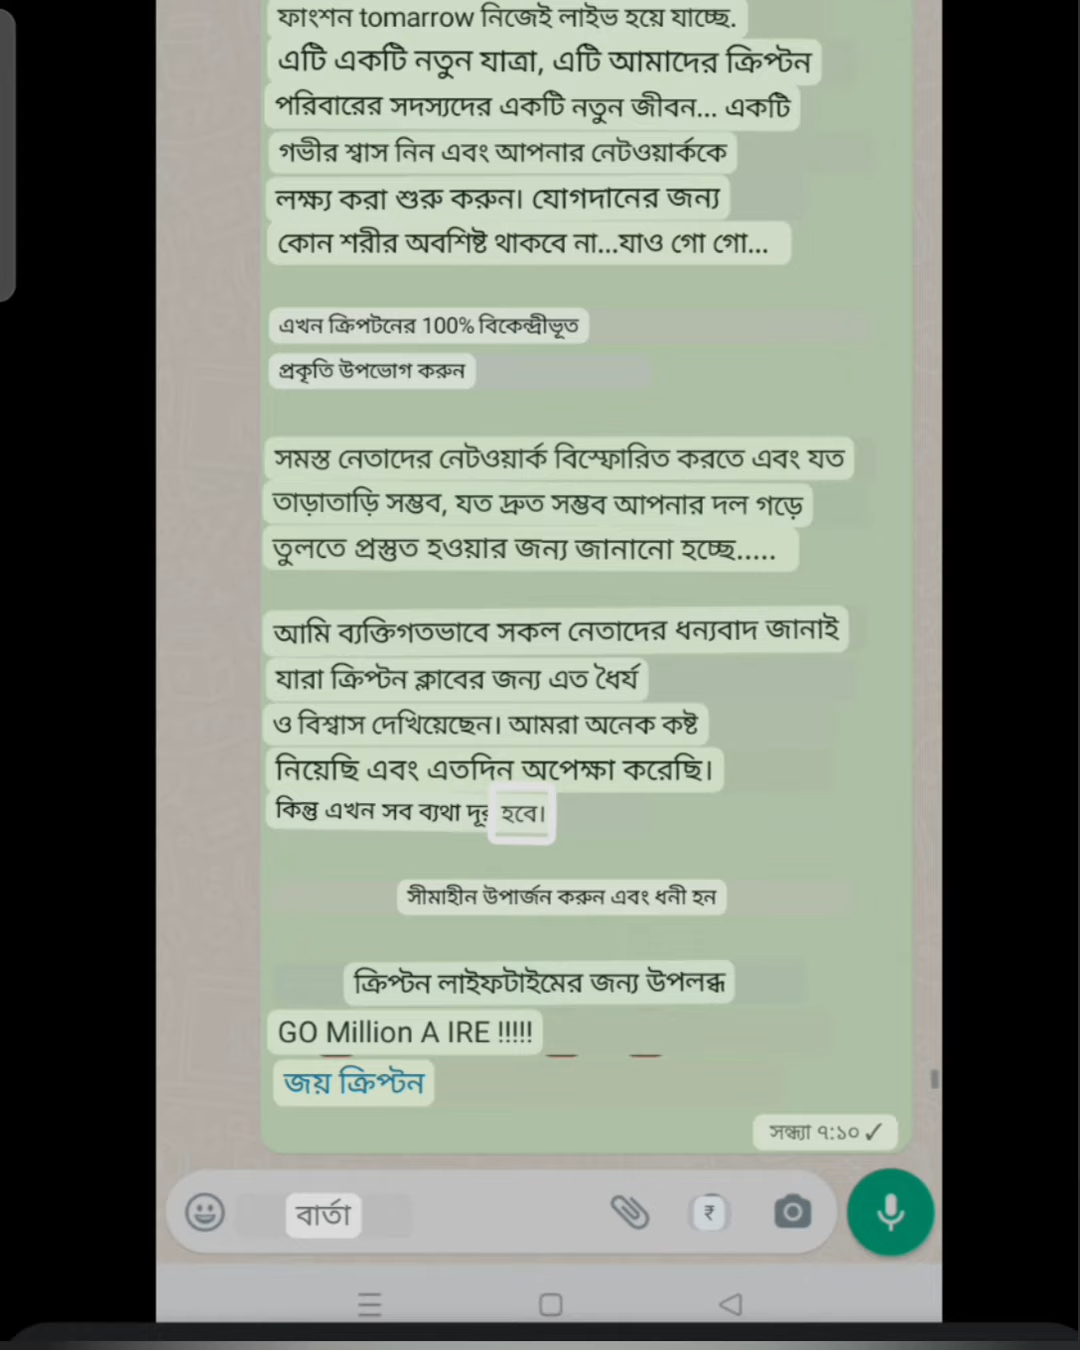 ফাংশন tomarrow নিজেই লাইভ হয়ে যাচ্ছে.
এটি একটি নতুন যাত্রা, এটি আমাদের ক্রিপ্টন
পরিবারের সদস্যদের একটি নতুন জীবন... একটি
গভীর শ্বাস নিন এবং আপনার নেটওয়ার্ককে
লক্ষ্য করা শুরু করুন। যোগদানের জন্য
কোন শরীর অবশিষ্ট থাকবে না...যাও গো গো...
এখন ক্রিপটনের 100% বিকেন্দ্রীভূত
প্রকৃতি উপভোগ করুন
সমস্ত নেতাদের নেটওয়ার্ক বিস্ফোরিত করতে এবং যত
তাড়াতাড়ি সম্ভব, যত দ্রুত সম্ভব আপনার দল গড়ে
তুলতে প্রস্তুত হওয়ার জন্য জানানো হচ্ছে.....
আমি ব্যক্তিগতভাবে সকল নেতাদের ধন্যবাদ জানাই
যারা ক্রিপ্টন ক্লাবের জন্য এত ধৈর্য
ও বিশ্বাস দেখিয়েছেন। আমরা অনেক কষ্ট
নিয়েছি এবং এতদিন অপেক্ষা করেছি।
কিন্তু এখন সব ব্যথা দূর হবে।
সীমাহীন উপার্জন করুন এবং ধনী হন
ক্রিপ্টন লাইফটাইমের জন্য উপলব্ধ
GO Million A IRE !!!!!
জয় ক্রিপ্টন
সন্ধ্যা ৭:১০ ✓
বার্তা
₹